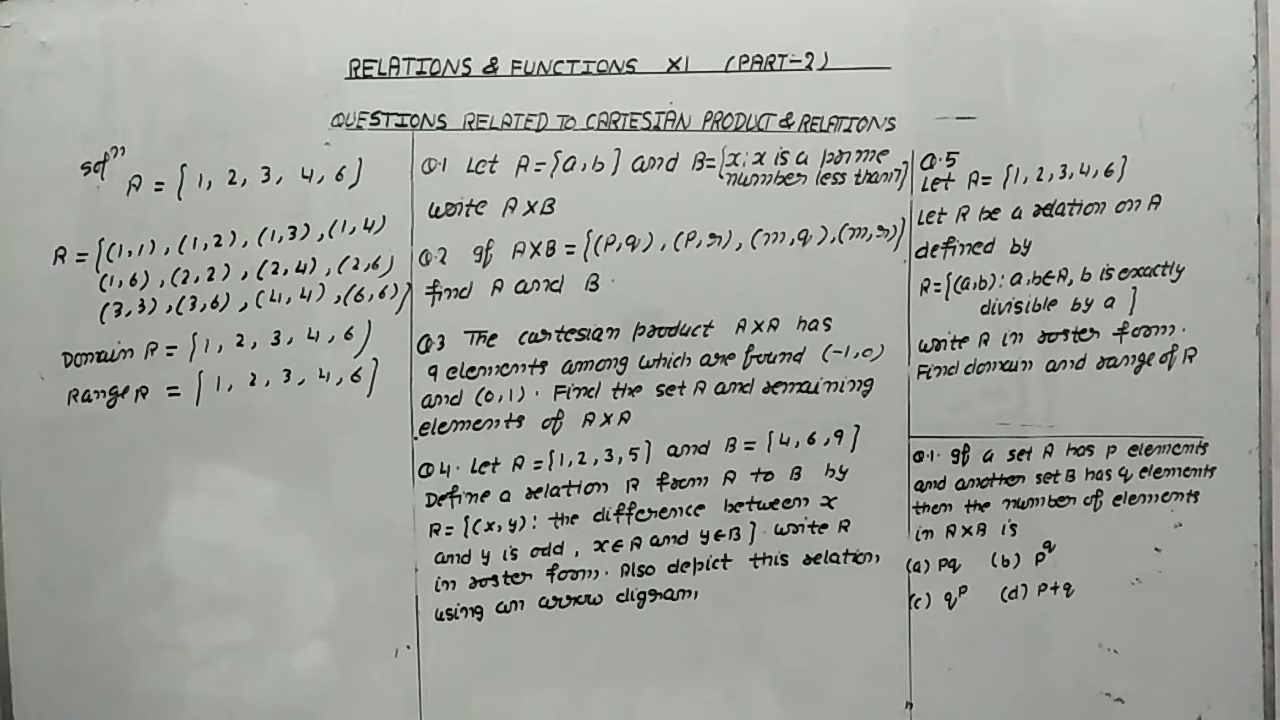 RELATIONS & FUNCTIONS XI (PART-2)
QUESTIONS RELATED TO CARTESIAN PRODUCT & RELATIONS
Solⁿ
A = {1, 2, 3, 4, 6}
R = {(1,1), (1,2), (1,3), (1,4)
(1,6), (2,2), (2,4), (2,6)
(3,3), (3,6), (4,4), (6,6)}
Domain R = {1, 2, 3, 4, 6}
Range R = {1, 2, 3, 4, 6}
Q.1 Let A = {a,b} and B = {x : x is a prime
number less than 7}
write A×B
Q.2 If A×B = {(P,q), (P,r), (m,q), (m,r)}
find A and B.
Q.3 The cartesian product A×A has
9 elements among which are found (-1,0)
and (0,1). Find the set A and remaining
elements of A×A
Q4. Let A = {1,2,3,5} and B = {4,6,9}
Define a relation R from A to B by
R = {(x,y): the difference between x
and y is odd, x∈A and y∈B}. write R
in roster form. Also depict this relation,
using an arrow digram,
Q.5
Let A = {1,2,3,4,6}
Let R be a relation on A
defined by
R = {(a,b): a,b∈A, b is exactly
divisible by a}
write R in roster form.
Find domain and range of R
Q.1. If a set A has p elements
and another set B has q elements
then the number of elements
in A×B is
(a) pq (b) p^q
(c) q^p (d) p+q